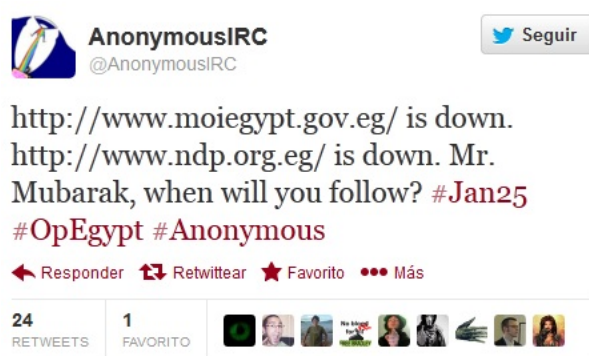 AnonymousIRC
@AnonymousIRC
Seguir
http://www.moiegypt.gov.eg/ is down.
http://www.ndp.org.eg/ is down. Mr.
Mubarak, when will you follow? #Jan25
#OpEgypt #Anonymous
Responder Retwittear Favorito Más
24 1
RETWEETS FAVORITO